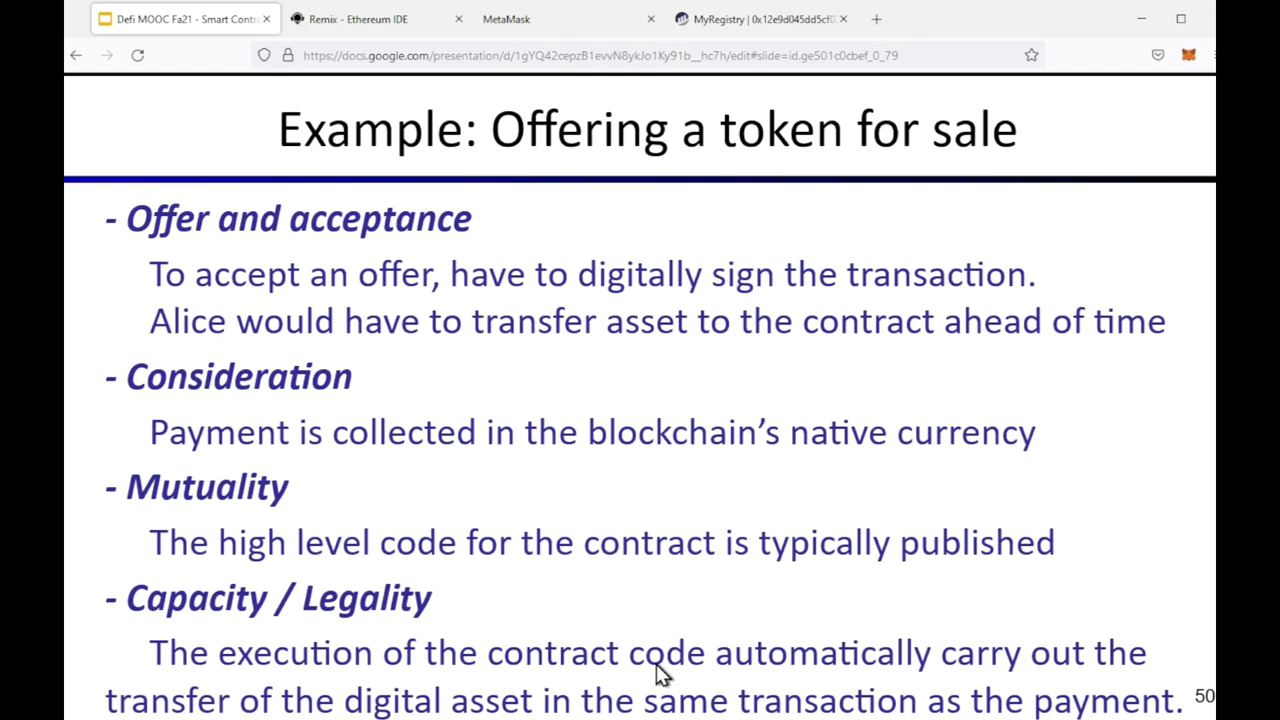 Defi MOOC Fa21 - Smart Contra
Remix - Ethereum IDE
MetaMask
MyRegistry | 0x12e9d045dd5cf0
https://docs.google.com/presentation/d/1gYQ42cepzB1evvN8ykJo1Ky91b__hc7h/edit#slide=id.ge501c0cbef_0_79
Example: Offering a token for sale
- Offer and acceptance
To accept an offer, have to digitally sign the transaction.
Alice would have to transfer asset to the contract ahead of time
- Consideration
Payment is collected in the blockchain’s native currency
- Mutuality
The high level code for the contract is typically published
- Capacity / Legality
The execution of the contract code automatically carry out the
transfer of the digital asset in the same transaction as the payment.
50